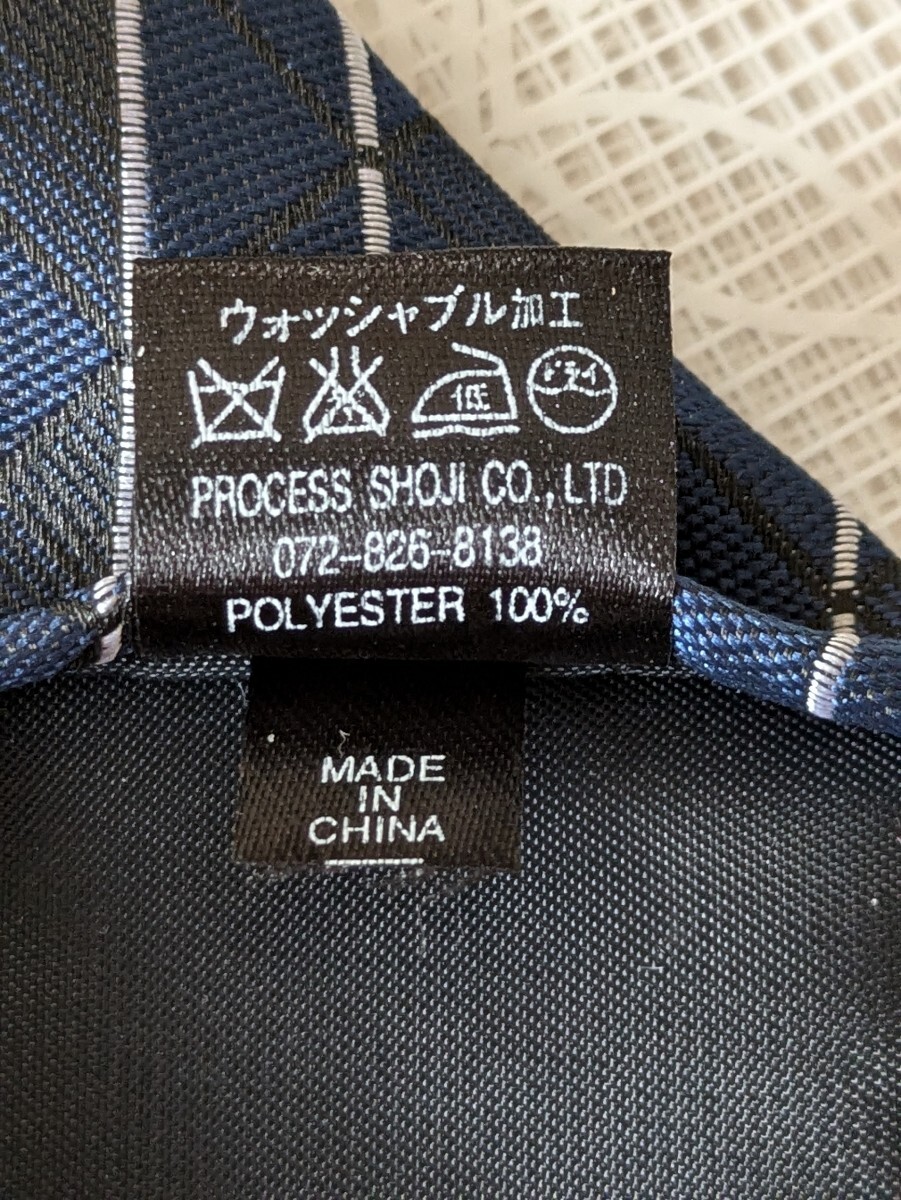 ウォッシャブル加工
低 ドライ
PROCESS SHOJI CO.,LTD
072-826-8138
POLYESTER 100%
MADE
IN
CHINA